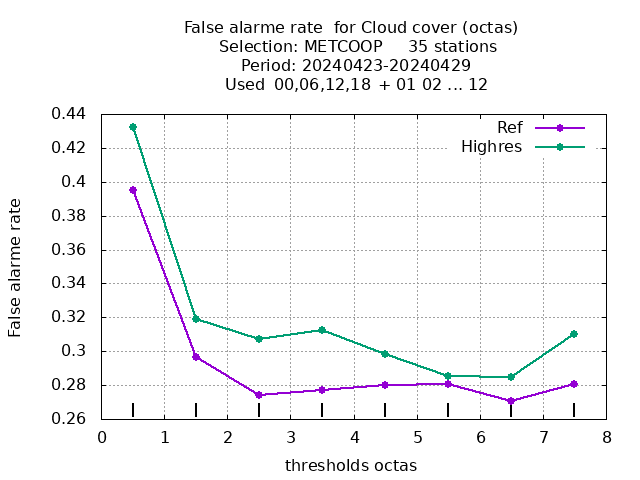 False alarme rate  for Cloud cover (octas)
Selection: METCOOP     35 stations
Period: 20240423-20240429
Used  00,06,12,18  + 01 02 ... 12
Ref
Highres
False alarme rate
0.44
0.42
0.4
0.38
0.36
0.34
0.32
0.3
0.28
0.26
0 1 2 3 4 5 6 7 8
thresholds octas